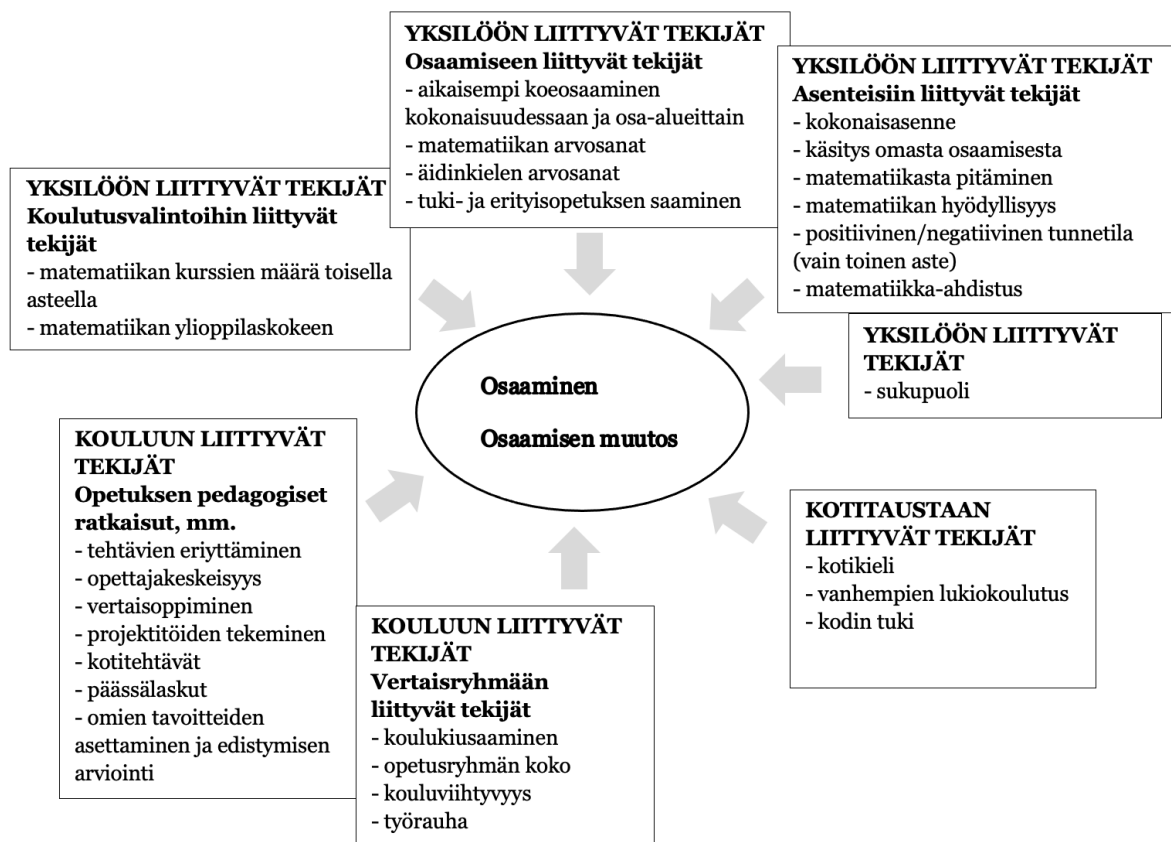 YKSILÖÖN LIITTYVÄT TEKIJÄT
Osaamiseen liittyvät tekijät
- aikaisempi koeosaaminen
kokonaisuudessaan ja osa-alueittain
- matematiikan arvosanat
- äidinkielen arvosanat
- tuki- ja erityisopetuksen saaminen
YKSILÖÖN LIITTYVÄT TEKIJÄT
Asenteisiin liittyvät tekijät
- kokonaisasenne
- käsitys omasta osaamisesta
- matematiikasta pitäminen
- matematiikan hyödyllisyys
- positiivinen/negatiivinen tunnetila
(vain toinen aste)
- matematiikka-ahdistus
YKSILÖÖN LIITTYVÄT TEKIJÄT
Koulutusvalintoihin liittyvät
tekijät
- matematiikan kurssien määrä toisella
asteella
- matematiikan ylioppilaskokeen
YKSILÖÖN LIITTYVÄT
TEKIJÄT
- sukupuoli
Osaaminen
Osaamisen muutos
KOULUUN LIITTYVÄT
TEKIJÄT
Opetuksen pedagogiset
ratkaisut, mm.
- tehtävien eriyttäminen
- opettajakeskeisyys
- vertaisoppiminen
- projektitöiden tekeminen
- kotitehtävät
- päässälaskut
- omien tavoitteiden
asettaminen ja edistymisen
arviointi
KOULUUN LIITTYVÄT
TEKIJÄT
Vertaisryhmään
liittyvät tekijät
- koulukiusaaminen
- opetusryhmän koko
- kouluviihtyvyys
- työrauha
KOTITAUSTAAN
LIITTYVÄT TEKIJÄT
- kotikieli
- vanhempien lukiokoulutus
- kodin tuki